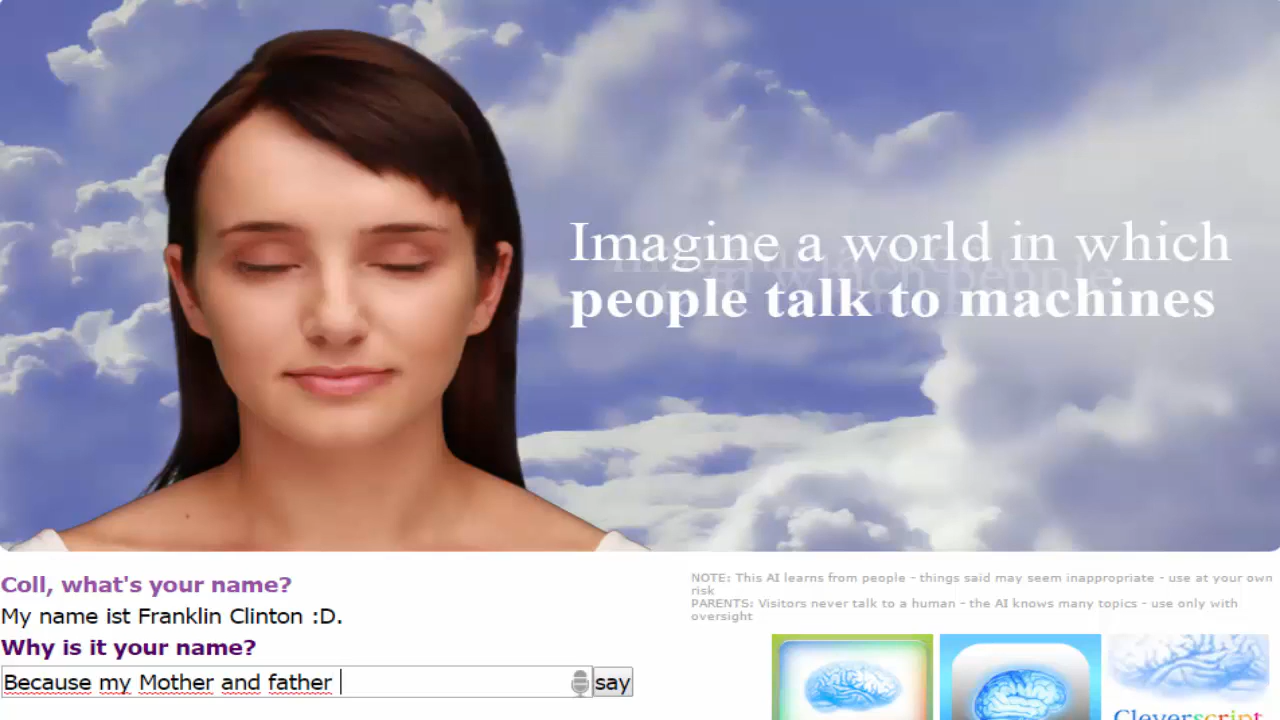 Imagine a world in which
people talk to machines
Coll, what's your name?
My name ist Franklin Clinton :D.
Why is it your name?
Because my Mother and father
say
NOTE: This AI learns from people - things said may seem inappropriate - use at your own
risk
PARENTS: Visitors never talk to a human - the AI knows many topics - use only with
oversight
Cleverscript